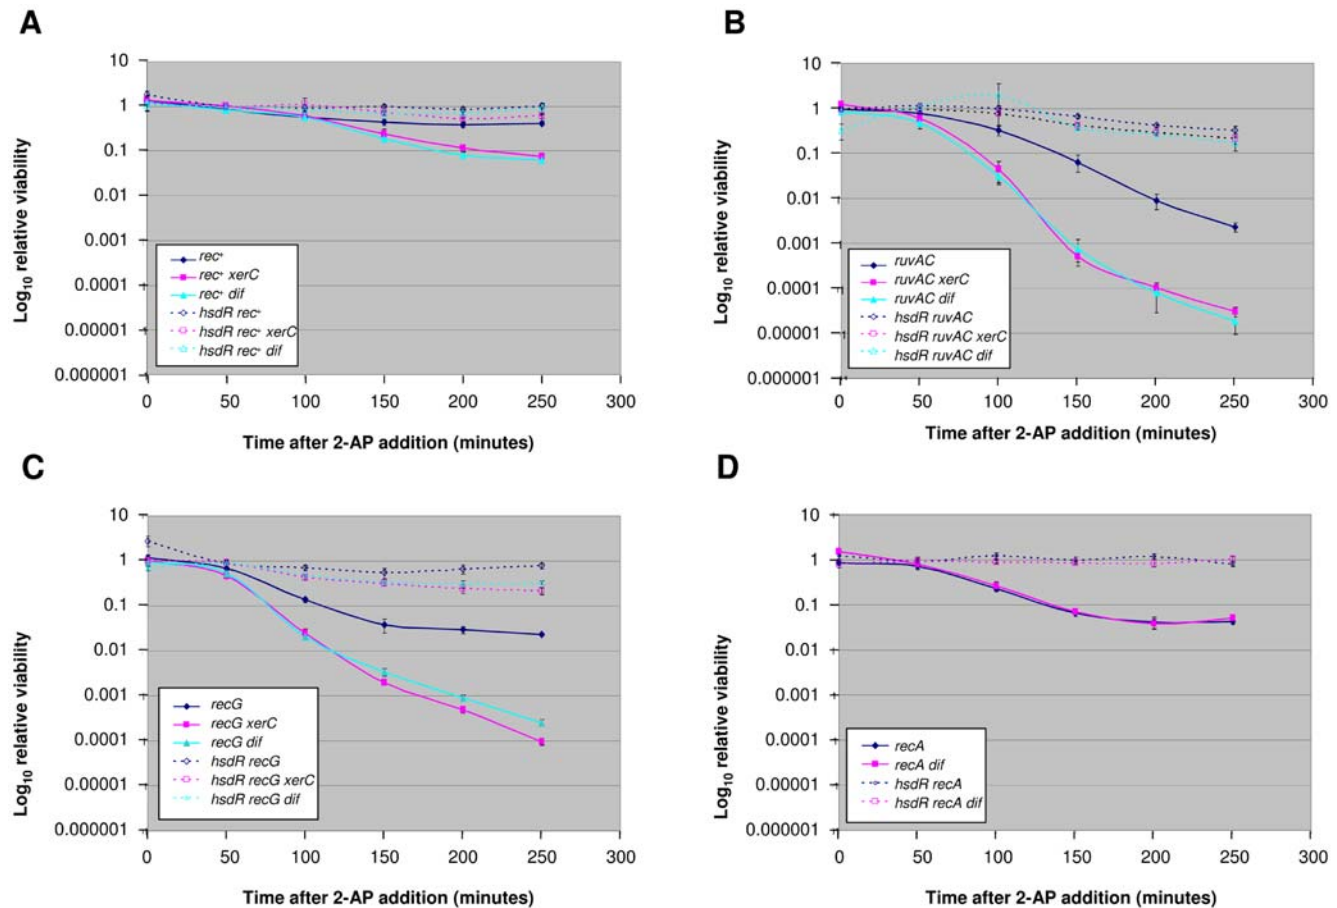 A
Log10 relative viability
10
1
0.1
0.01
0.001
0.0001
0.00001
0.000001
rec+
rec+ xerC
rec+ dif
hsdR rec+
hsdR rec+ xerC
hsdR rec+ dif
0 50 100 150 200 250 300
Time after 2-AP addition (minutes)
B
Log10 relative viability
10
1
0.1
0.01
0.001
0.0001
0.00001
0.000001
ruvAC
ruvAC xerC
ruvAC dif
hsdR ruvAC
hsdR ruvAC xerC
hsdR ruvAC dif
0 50 100 150 200 250 300
Time after 2-AP addition (minutes)
C
Log10 relative viability
10
1
0.1
0.01
0.001
0.0001
0.00001
0.000001
recG
recG xerC
recG dif
hsdR recG
hsdR recG xerC
hsdR recG dif
0 50 100 150 200 250 300
Time after 2-AP addition (minutes)
D
Log10 relative viability
10
1
0.1
0.01
0.001
0.0001
0.00001
0.000001
recA
recA dif
hsdR recA
hsdR recA dif
0 50 100 150 200 250 300
Time after 2-AP addition (minutes)